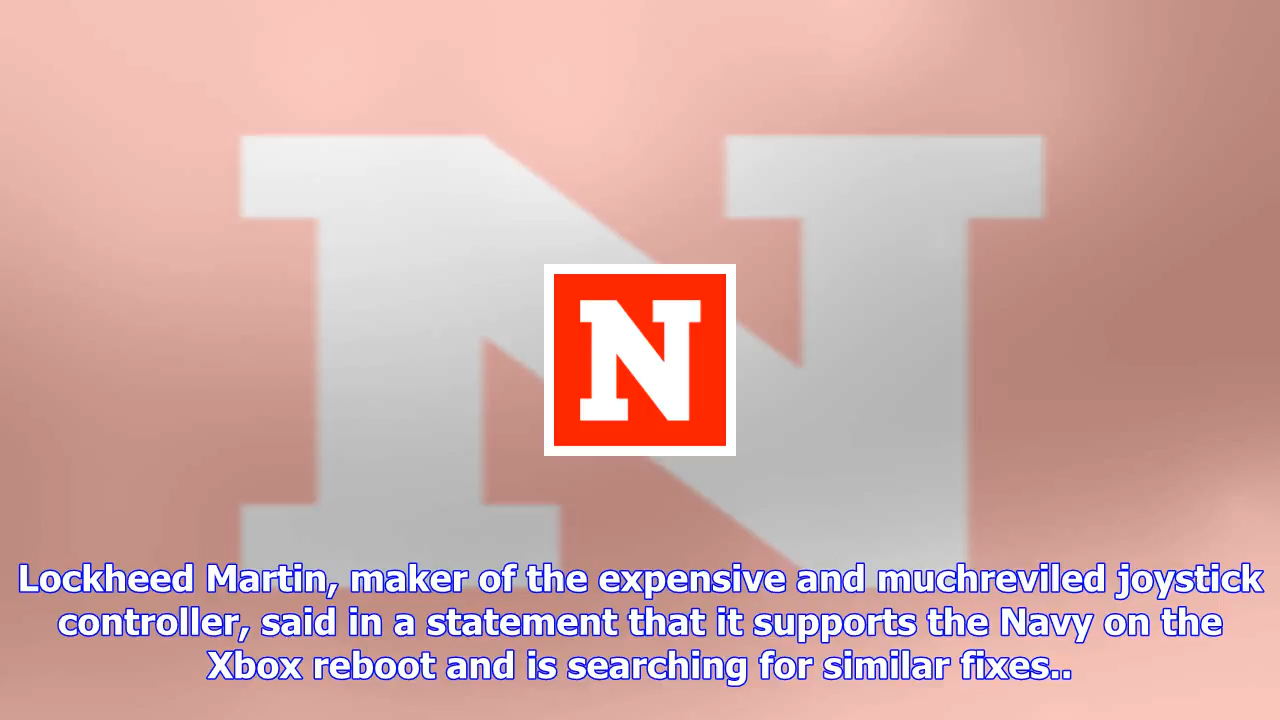 N
N
Lockheed Martin, maker of the expensive and muchreviled joystick
controller, said in a statement that it supports the Navy on the
Xbox reboot and is searching for similar fixes..